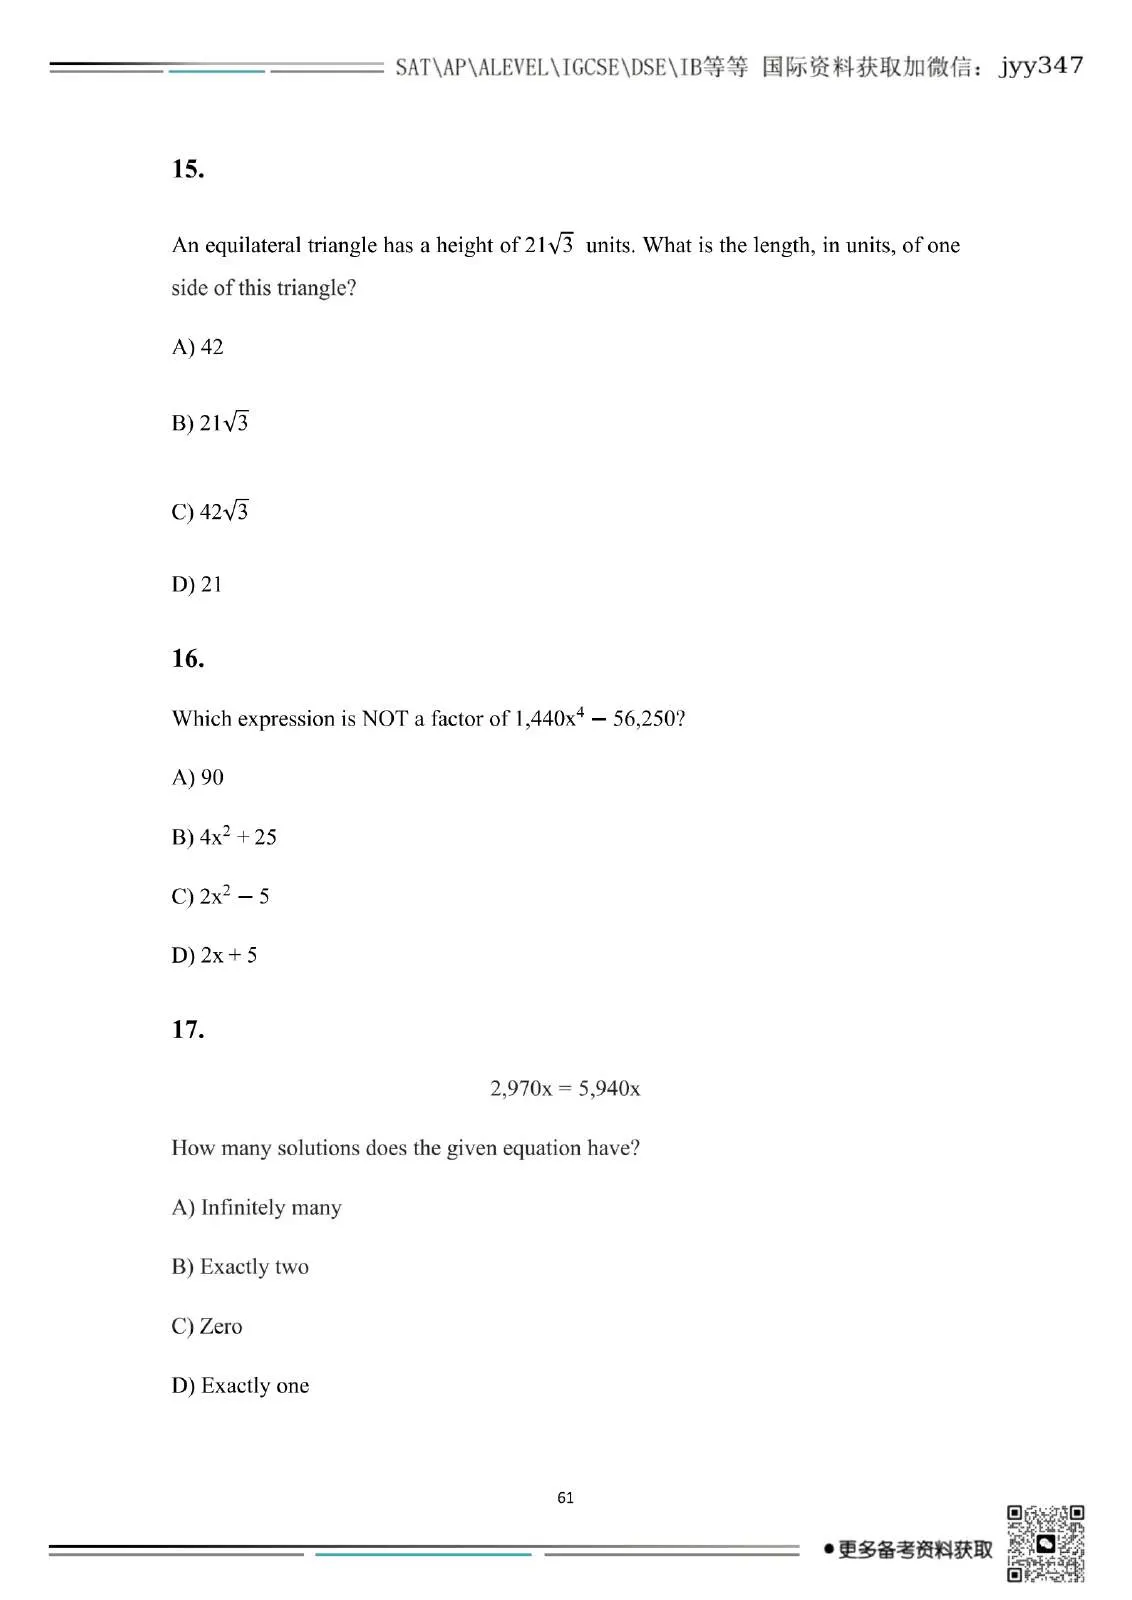 SAT\AP\ALEVEL\IGCSE\DSE\IB等等 国际资料获取加微信：jyy347
15.
An equilateral triangle has a height of 21√3 units. What is the length, in units, of one
side of this triangle?
A) 42
B) 21√3
C) 42√3
D) 21
16.
Which expression is NOT a factor of 1,440x⁴ − 56,250?
A) 90
B) 4x² + 25
C) 2x² − 5
D) 2x + 5
17.
2,970x = 5,940x
How many solutions does the given equation have?
A) Infinitely many
B) Exactly two
C) Zero
D) Exactly one
61
●更多备考资料获取